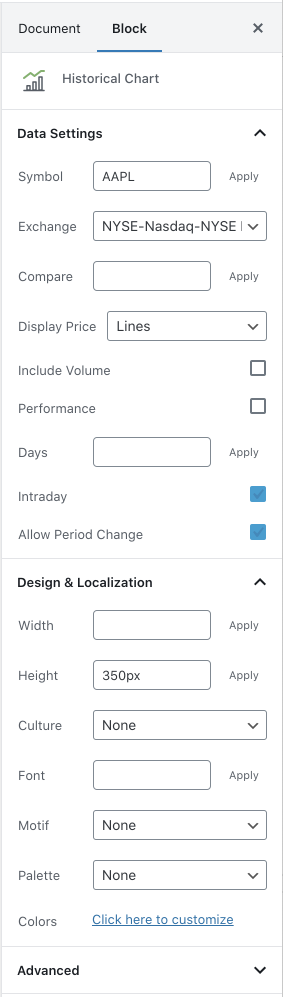 Document Block ×
Historical Chart
Data Settings
Symbol AAPL Apply
Exchange NYSE-Nasdaq-NYSE
Compare Apply
Display Price Lines
Include Volume
Performance
Days Apply
Intraday
Allow Period Change
Design & Localization
Width Apply
Height 350px Apply
Culture None
Font Apply
Motif None
Palette None
Colors Click here to customize
Advanced